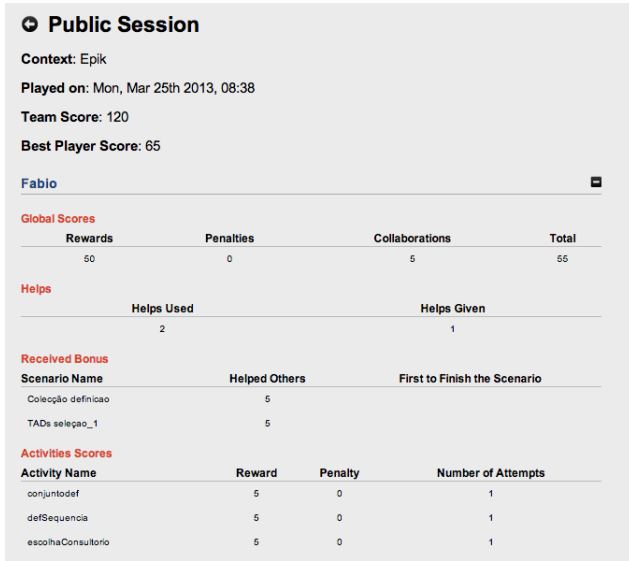 Public Session
Context: Epik
Played on: Mon, Mar 25th 2013, 08:38
Team Score: 120
Best Player Score: 65
Fabio
Global Scores
Rewards Penalties Collaborations Total
50 0 5 55
Helps
Helps Used Helps Given
2 1
Received Bonus
Scenario Name Helped Others First to Finish the Scenario
Colecção definicao 5
TADs seleçao_1 5
Activities Scores
Activity Name Reward Penalty Number of Attempts
conjuntodef 5 0 1
defSequencia 5 0 1
escolhaConsultorio 5 0 1